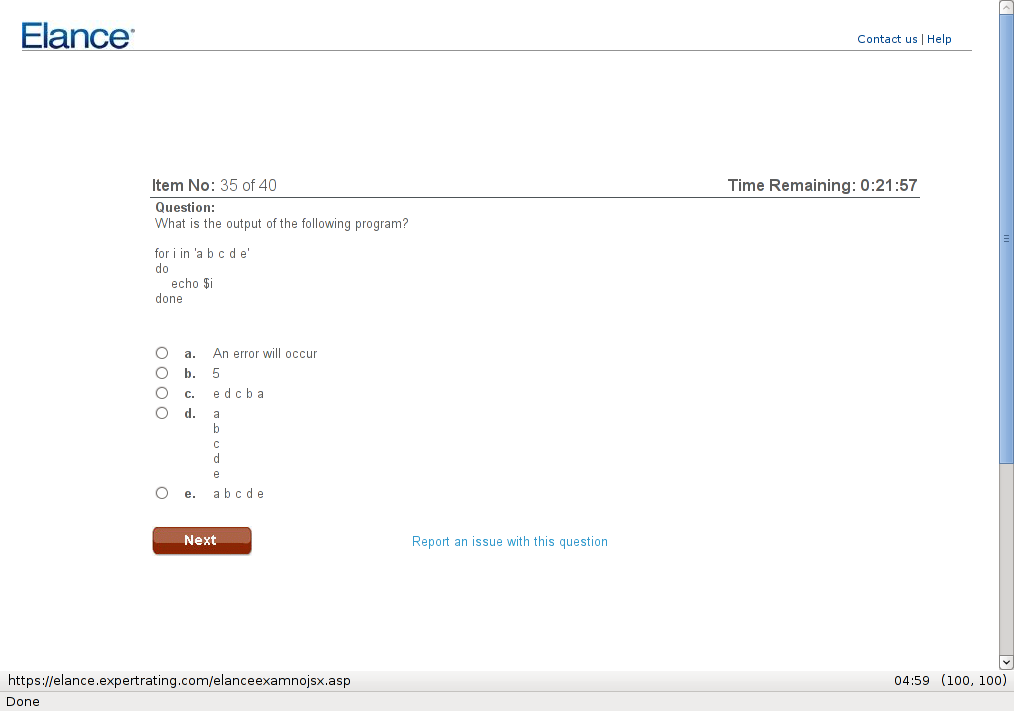 Elance
Contact us | Help
Item No: 35 of 40 Time Remaining: 0:21:57
Question:
What is the output of the following program?
for i in 'a b c d e'
do
echo $i
done
a. An error will occur
b. 5
c. e d c b a
d. a
b
c
d
e
e. a b c d e
Next Report an issue with this question
https://elance.expertrating.com/elanceexamnojsx.asp 04:59 (100, 100)
Done